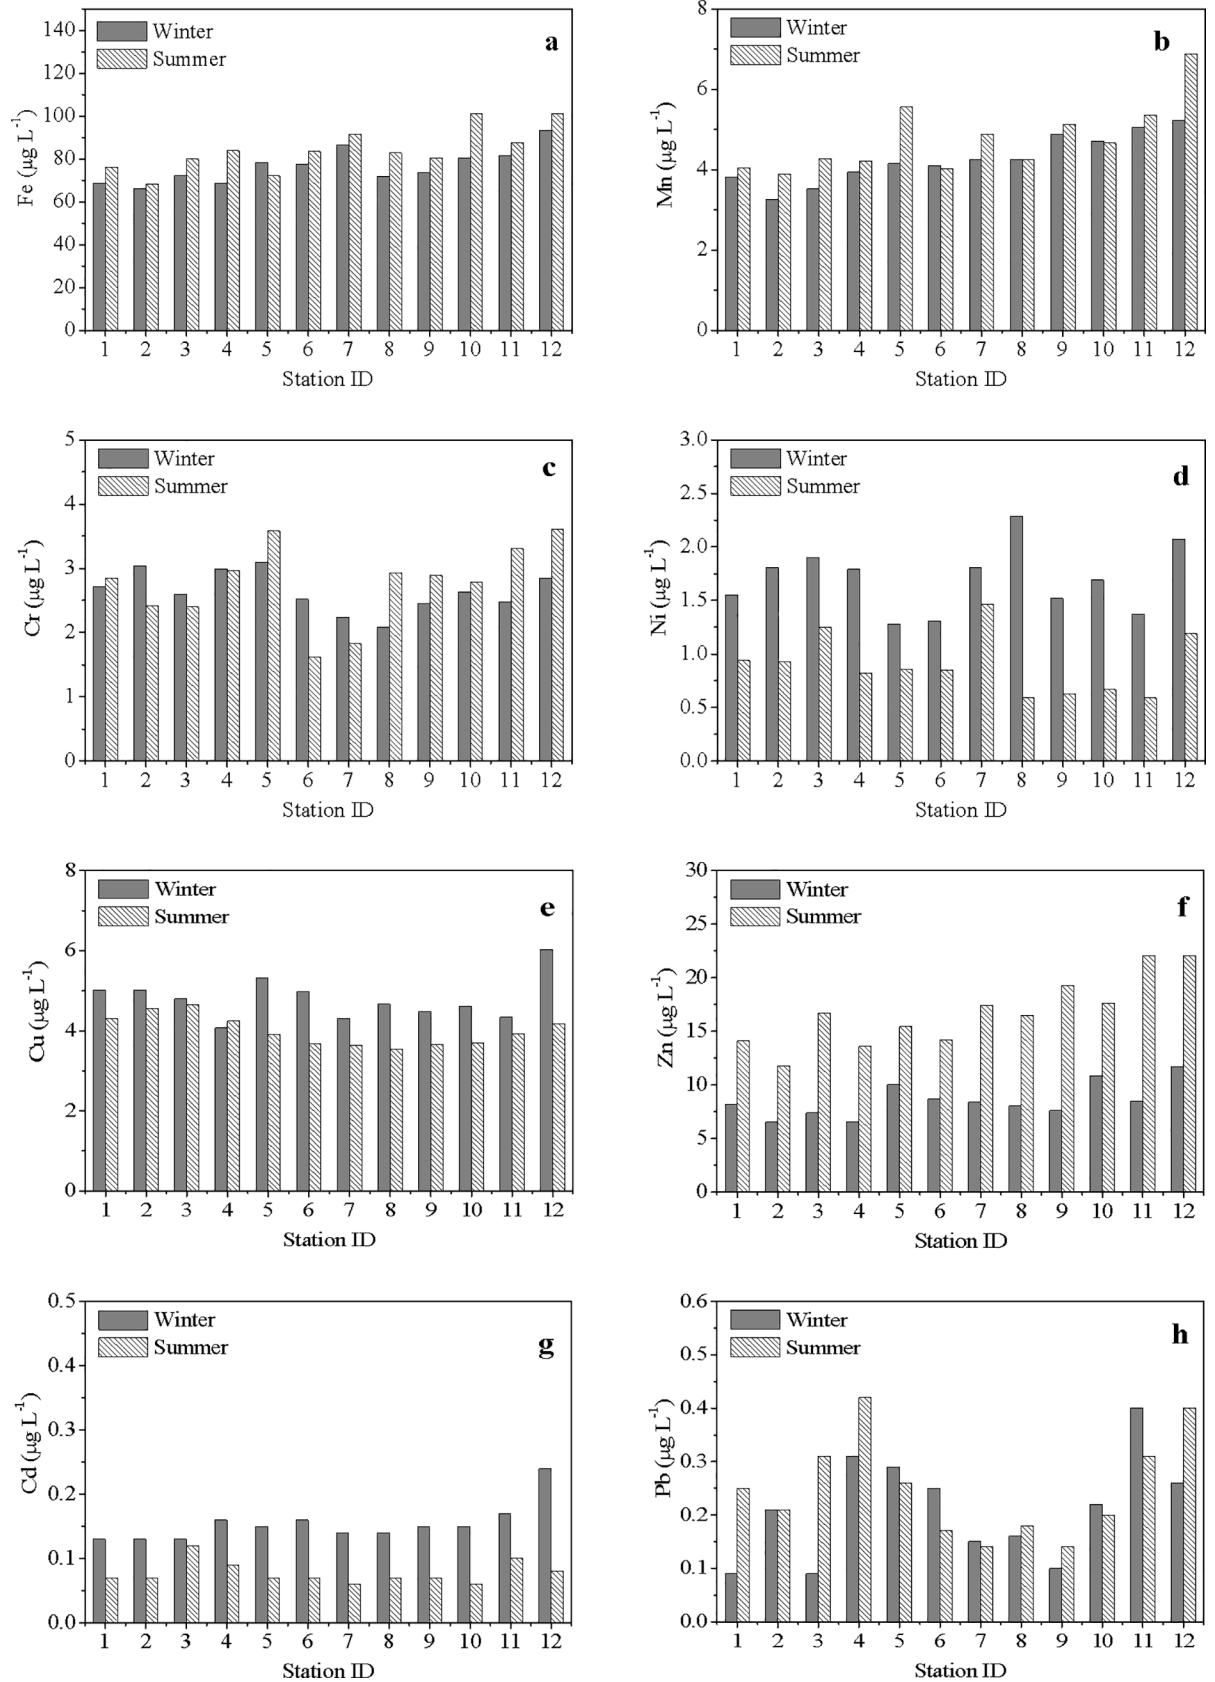 140
120
100
80
60
40
20
0
Fe (μg L-1)
Winter
Summer
a
1 2 3 4 5 6 7 8 9 10 11 12
Station ID
8
6
4
2
0
Mn (μg L-1)
Winter
Summer
b
1 2 3 4 5 6 7 8 9 10 11 12
Station ID
5
4
3
2
1
0
Cr (μg L-1)
Winter
Summer
c
1 2 3 4 5 6 7 8 9 10 11 12
Station ID
3.0
2.5
2.0
1.5
1.0
0.5
0.0
Ni (μg L-1)
Winter
Summer
d
1 2 3 4 5 6 7 8 9 10 11 12
Station ID
8
6
4
2
0
Cu (μg L-1)
Winter
Summer
e
1 2 3 4 5 6 7 8 9 10 11 12
Station ID
30
25
20
15
10
5
0
Zn (μg L-1)
Winter
Summer
f
1 2 3 4 5 6 7 8 9 10 11 12
Station ID
0.5
0.4
0.3
0.2
0.1
0.0
Cd (μg L-1)
Winter
Summer
g
1 2 3 4 5 6 7 8 9 10 11 12
Station ID
0.6
0.5
0.4
0.3
0.2
0.1
0.0
Pb (μg L-1)
Winter
Summer
h
1 2 3 4 5 6 7 8 9 10 11 12
Station ID